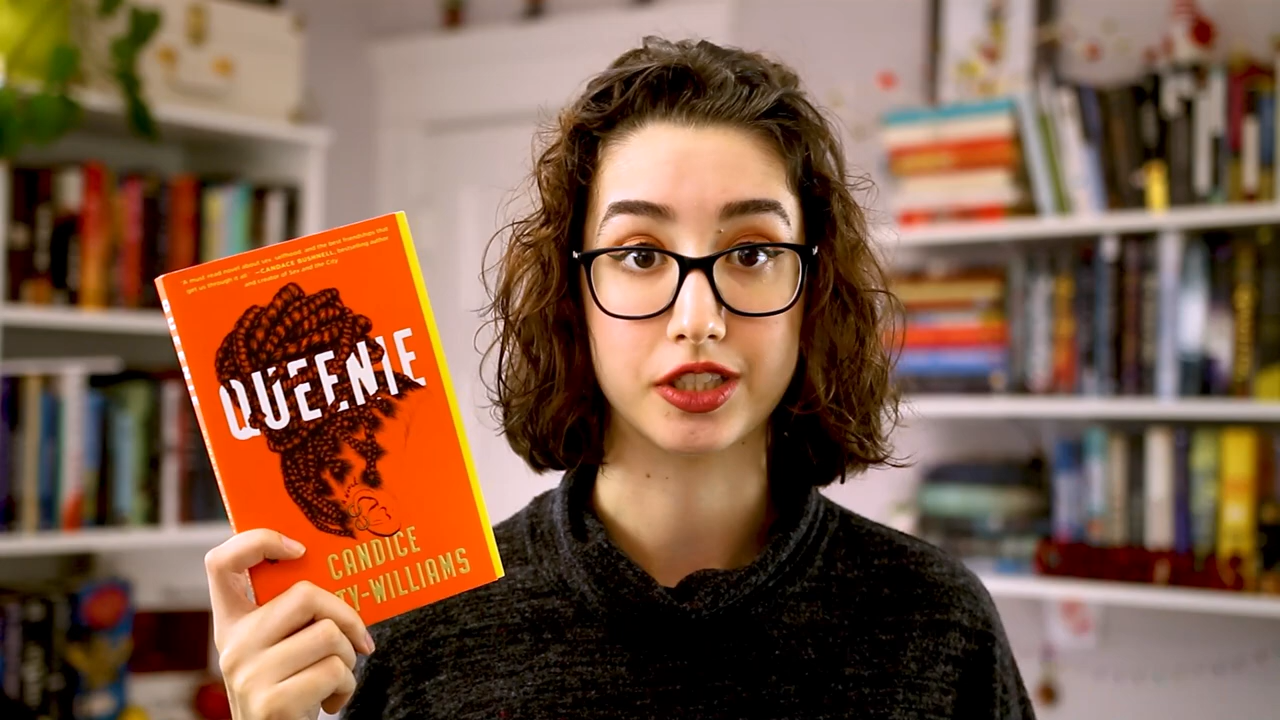 "A must read novel about sex, selfhood, and the best friendships that
get us through it all." —CANDACE BUSHNELL, bestselling author
and creator of Sex and the City
QUEENIE
CANDICE
TY-WILLIAMS